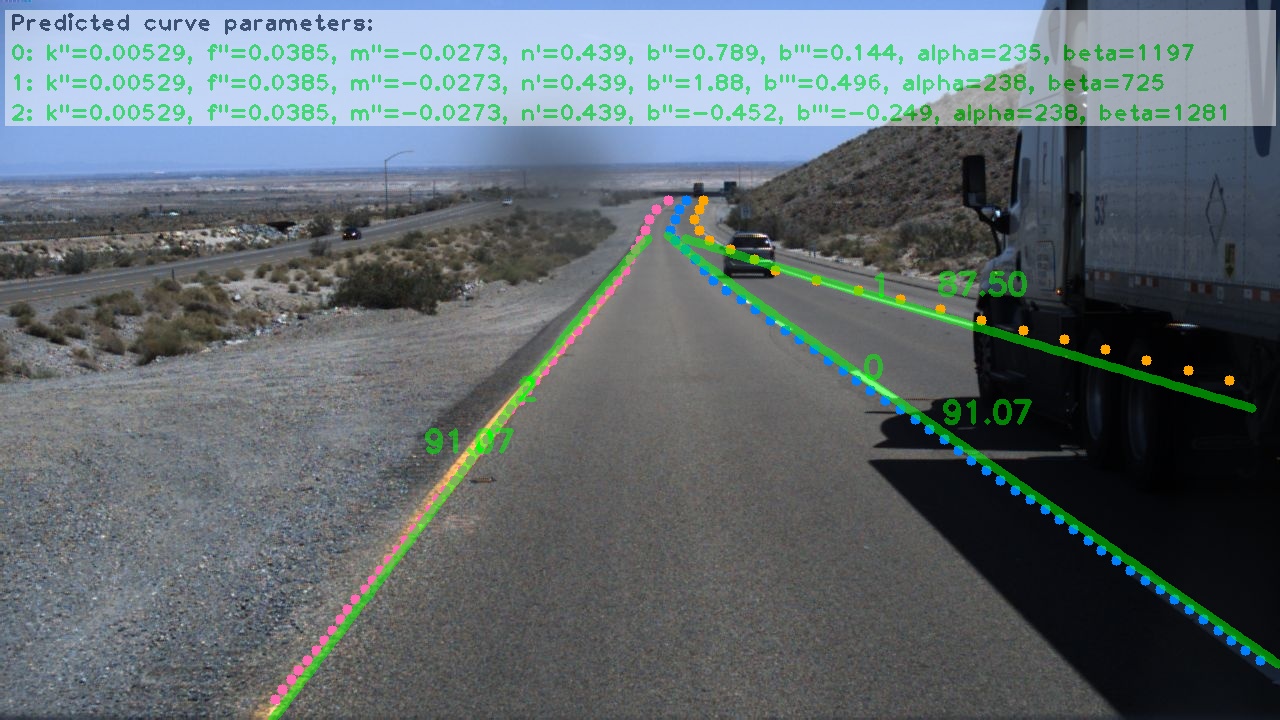 Predicted curve parameters:
0: k''=0.00529, f''=0.0385, m''=-0.0273, n'=0.439, b''=0.789, b'''=0.144, alpha=235, beta=1197
1: k''=0.00529, f''=0.0385, m''=-0.0273, n'=0.439, b''=1.88, b'''=0.496, alpha=238, beta=725
2: k''=0.00529, f''=0.0385, m''=-0.0273, n'=0.439, b''=-0.452, b'''=-0.249, alpha=238, beta=1281
1 87.50
0
91.07
2
91.07
53'